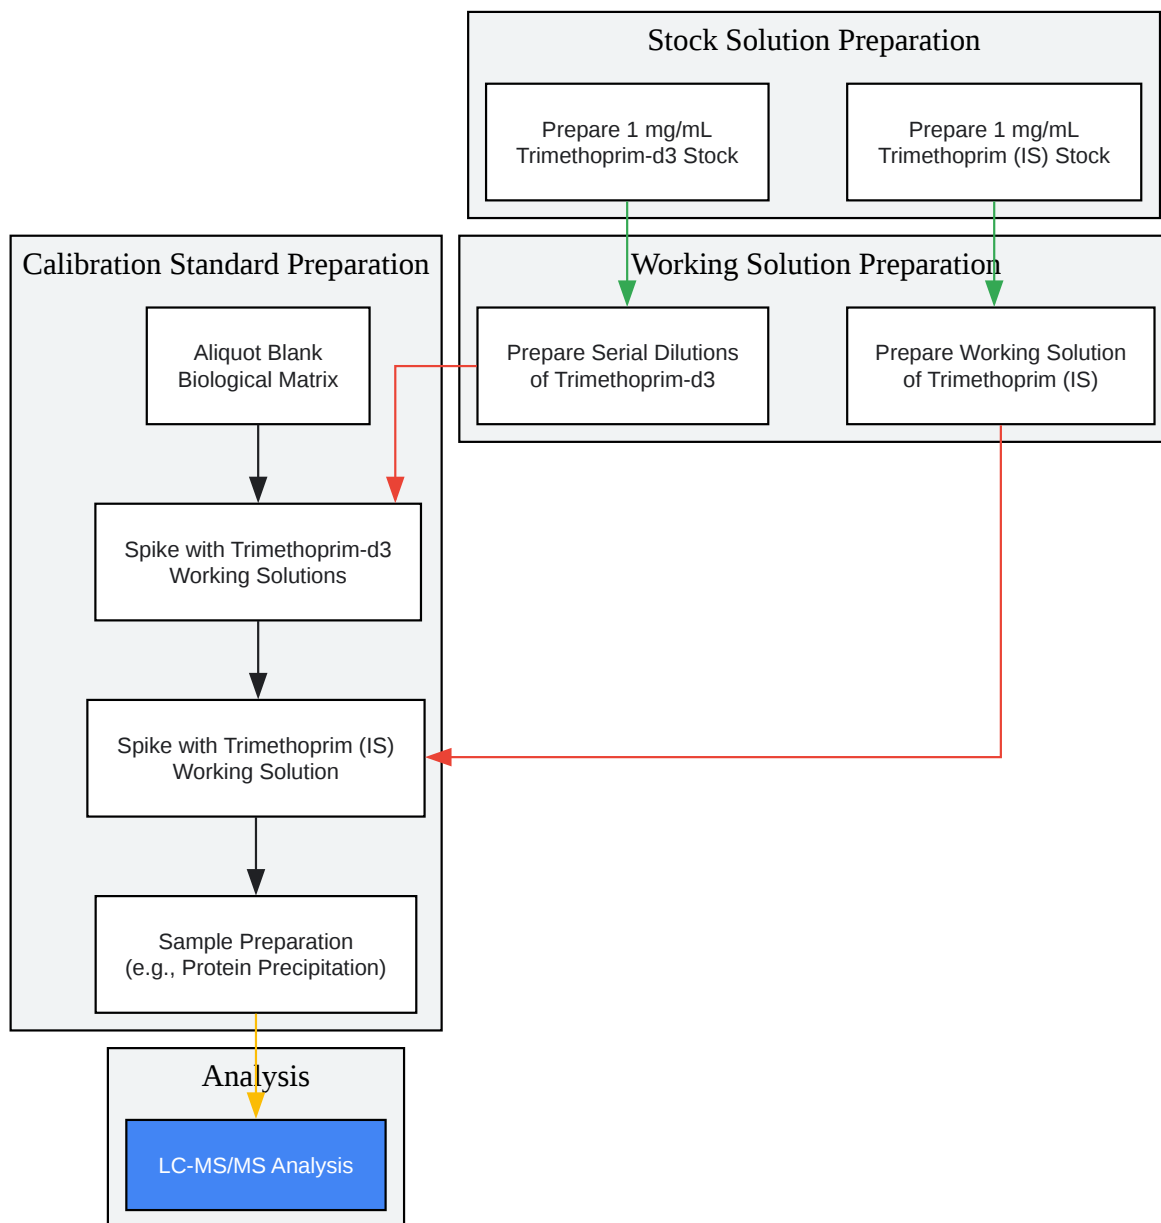 Stock Solution Preparation
Prepare 1 mg/mL
Trimethoprim-d3 Stock
Prepare 1 mg/mL
Trimethoprim (IS) Stock
Calibration Standard Preparation
Working Solution Preparation
Aliquot Blank
Biological Matrix
Prepare Serial Dilutions
of Trimethoprim-d3
Prepare Working Solution
of Trimethoprim (IS)
Spike with Trimethoprim-d3
Working Solutions
Spike with Trimethoprim (IS)
Working Solution
Sample Preparation
(e.g., Protein Precipitation)
Analysis
LC-MS/MS Analysis